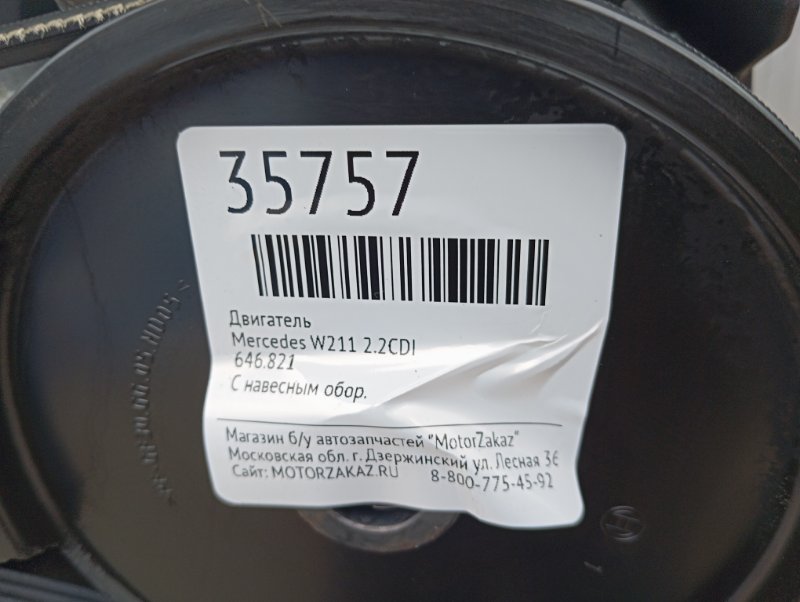 35757
Двигатель
Mercedes W211 2.2CDI
646.821
С навесным обор.
Магазин б/у автозапчастей "MotorZakaz"
Московская обл. г. Дзержинский ул. Лесная 3б
Сайт: MOTORZAKAZ.RU 8-800-775-45-92